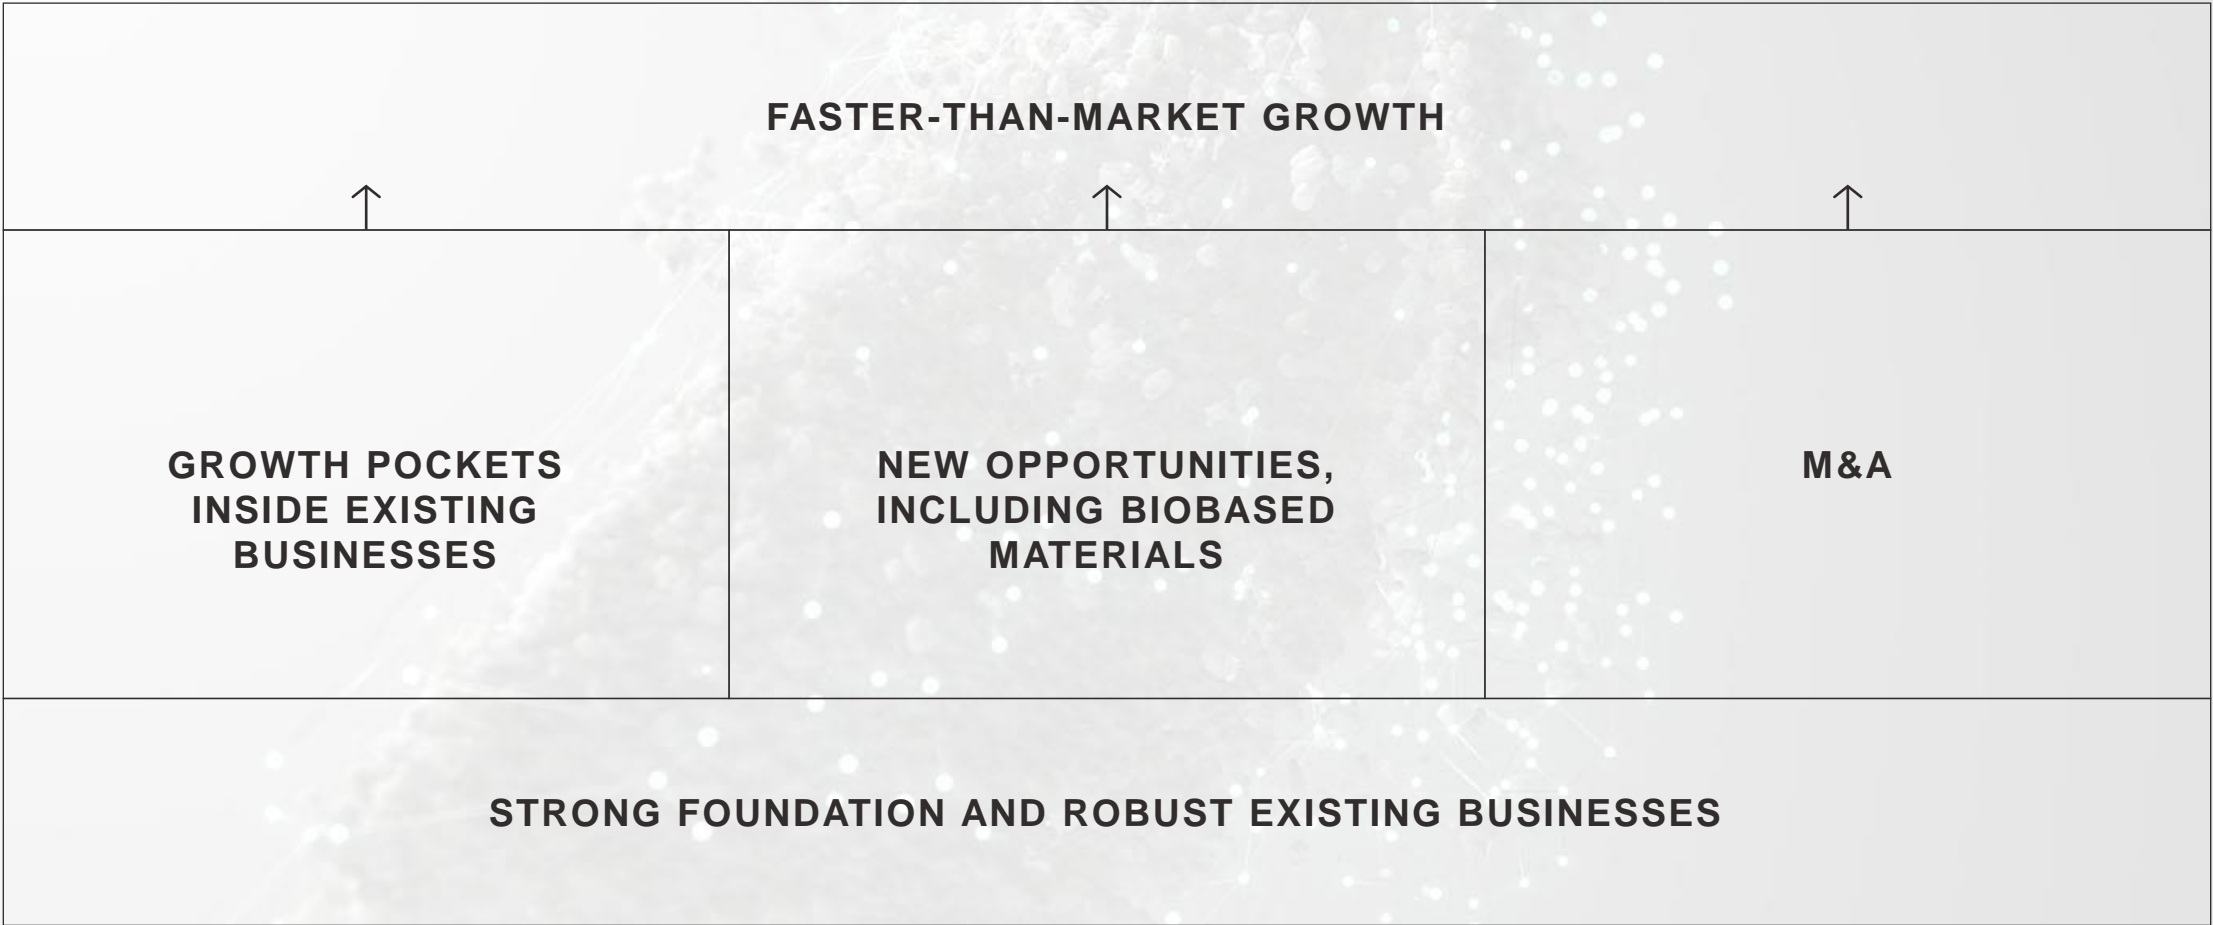 FASTER-THAN-MARKET GROWTH
GROWTH POCKETS
INSIDE EXISTING
BUSINESSES
NEW OPPORTUNITIES,
INCLUDING BIOBASED
MATERIALS
M&A
STRONG FOUNDATION AND ROBUST EXISTING BUSINESSES